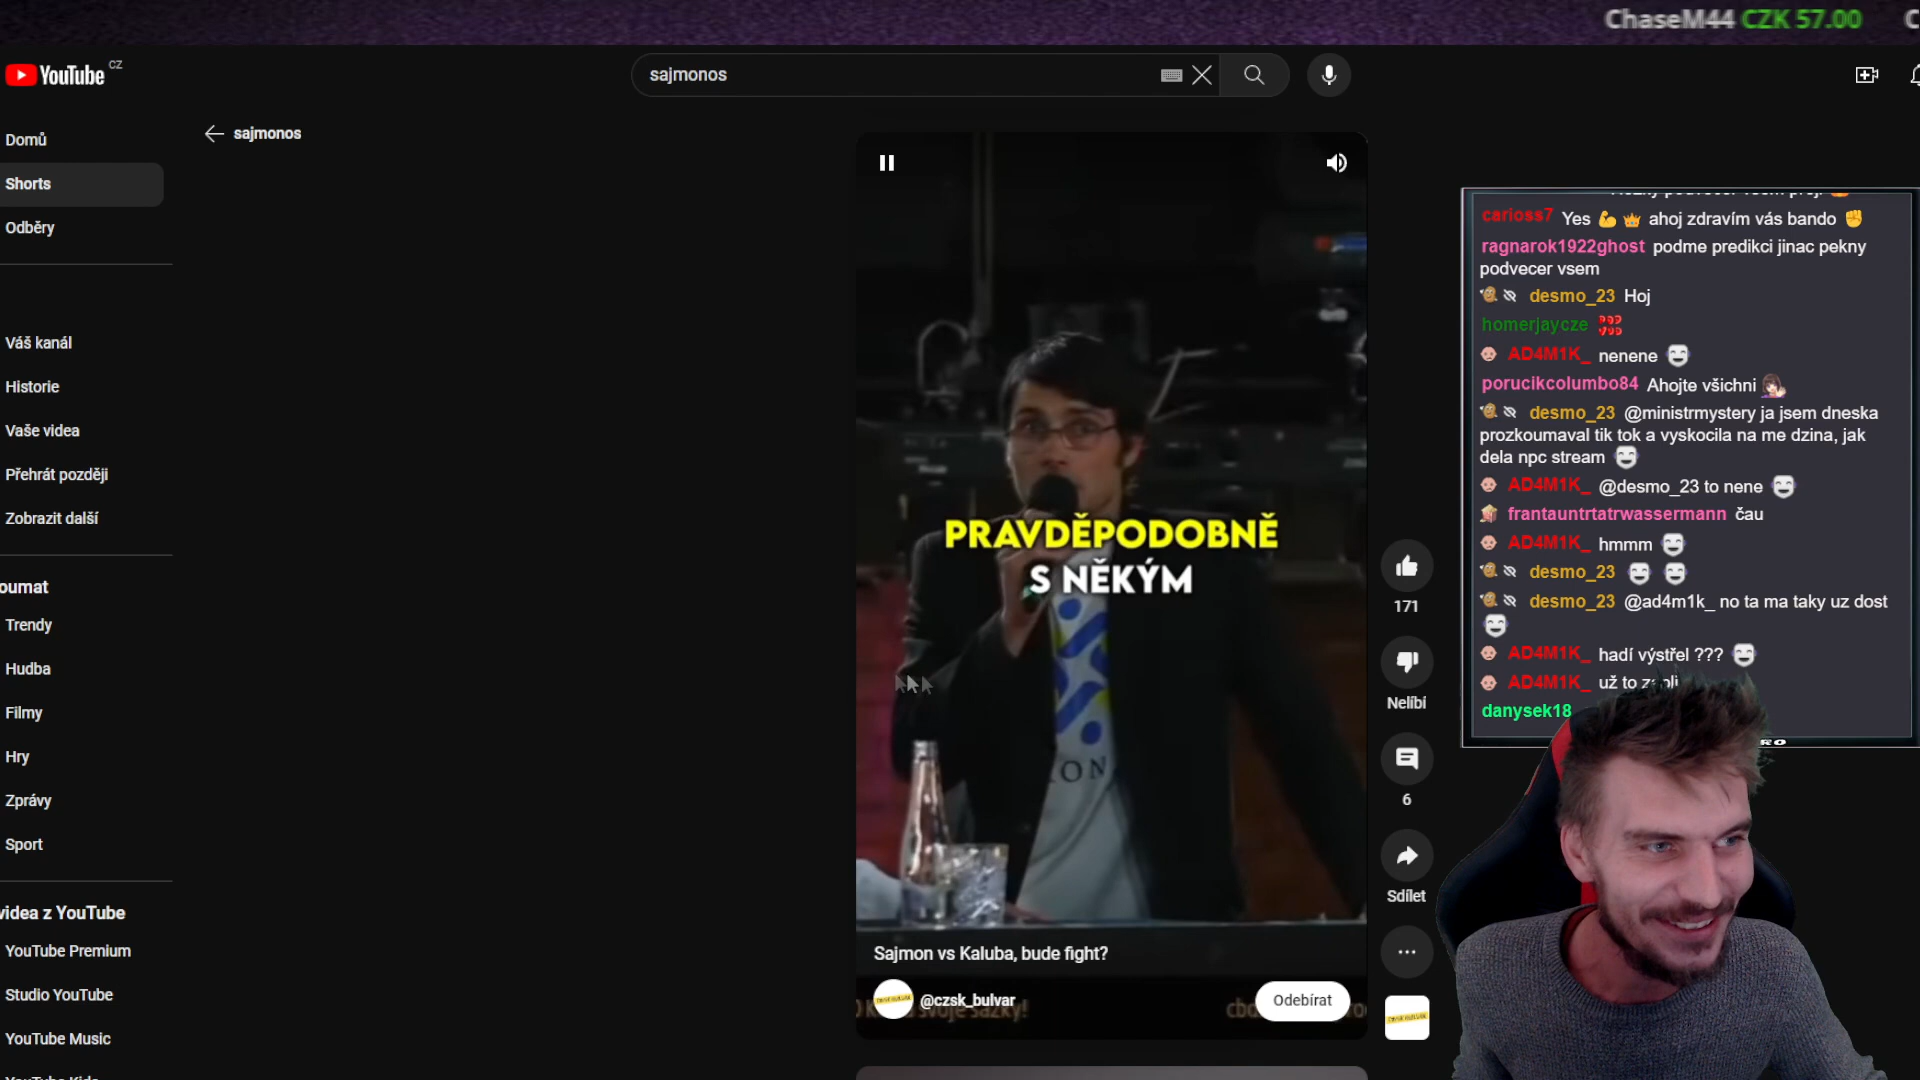 ChaseM44 CZK 57.00
YouTube CZ
sajmonos
sajmonos
Domů
Shorts
Odběry
Váš kanál
Historie
Vaše videa
Přehrát později
Zobrazit další
oumat
Trendy
Hudba
Filmy
Hry
Zprávy
Sport
videa z YouTube
YouTube Premium
Studio YouTube
YouTube Music
PRAVDĚPODOBNĚ
S NĚKÝM
Sajmon vs Kaluba, bude fight?
@czsk_bulvar
Odebírat
svoje sázky!
171
Nelíbí
6
Sdílet
carioss7 Yes ahoj zdravím vás bando
ragnarok1922ghost podme predikci jinac pekny
podvecer vsem
desmo_23 Hoj
homerjaycze
AD4M1K_ nenene
porucikcolumbo84 Ahojte všichni
desmo_23 @ministrmystery ja jsem dneska
prozkoumaval tik tok a vyskocila na me dzina, jak
dela npc stream
AD4M1K_ @desmo_23 to nene
frantauntrtatrwassermann čau
AD4M1K_ hmmm
desmo_23
desmo_23 @ad4m1k_ no ta ma taky uz dost
AD4M1K_ hadí výstřel ???
AD4M1K_ už to
danysek18